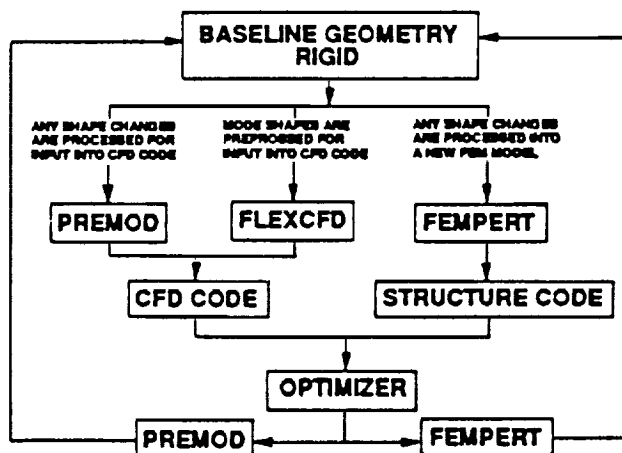 BASELINE GEOMETRY
RIGID
ANY SHAPE CHANGES
ARE PROCESSED FOR
INPUT INTO CFD CODE
MODE SHAPES ARE
PREPROSSED FOR
INPUT INTO CFD CODE
ANY SHAPE CHANGES
ARE PROCESSED INTO
A NEW FEM MODEL
PREMOD
FLEXCFD
FEMPERT
CFD CODE
STRUCTURE CODE
OPTIMIZER
PREMOD
FEMPERT